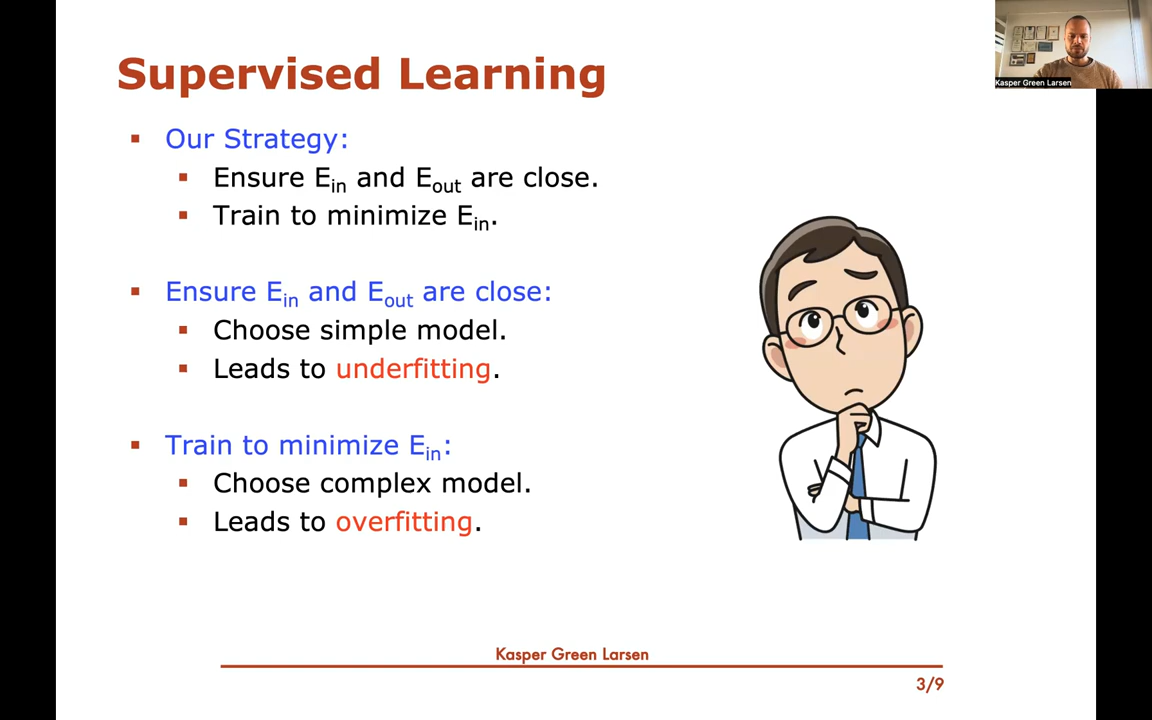 Supervised Learning
Kasper Green Larsen
▪ Our Strategy:
▪ Ensure E_in and E_out are close.
▪ Train to minimize E_in.
▪ Ensure E_in and E_out are close:
▪ Choose simple model.
▪ Leads to underfitting.
▪ Train to minimize E_in:
▪ Choose complex model.
▪ Leads to overfitting.
Kasper Green Larsen
3/9